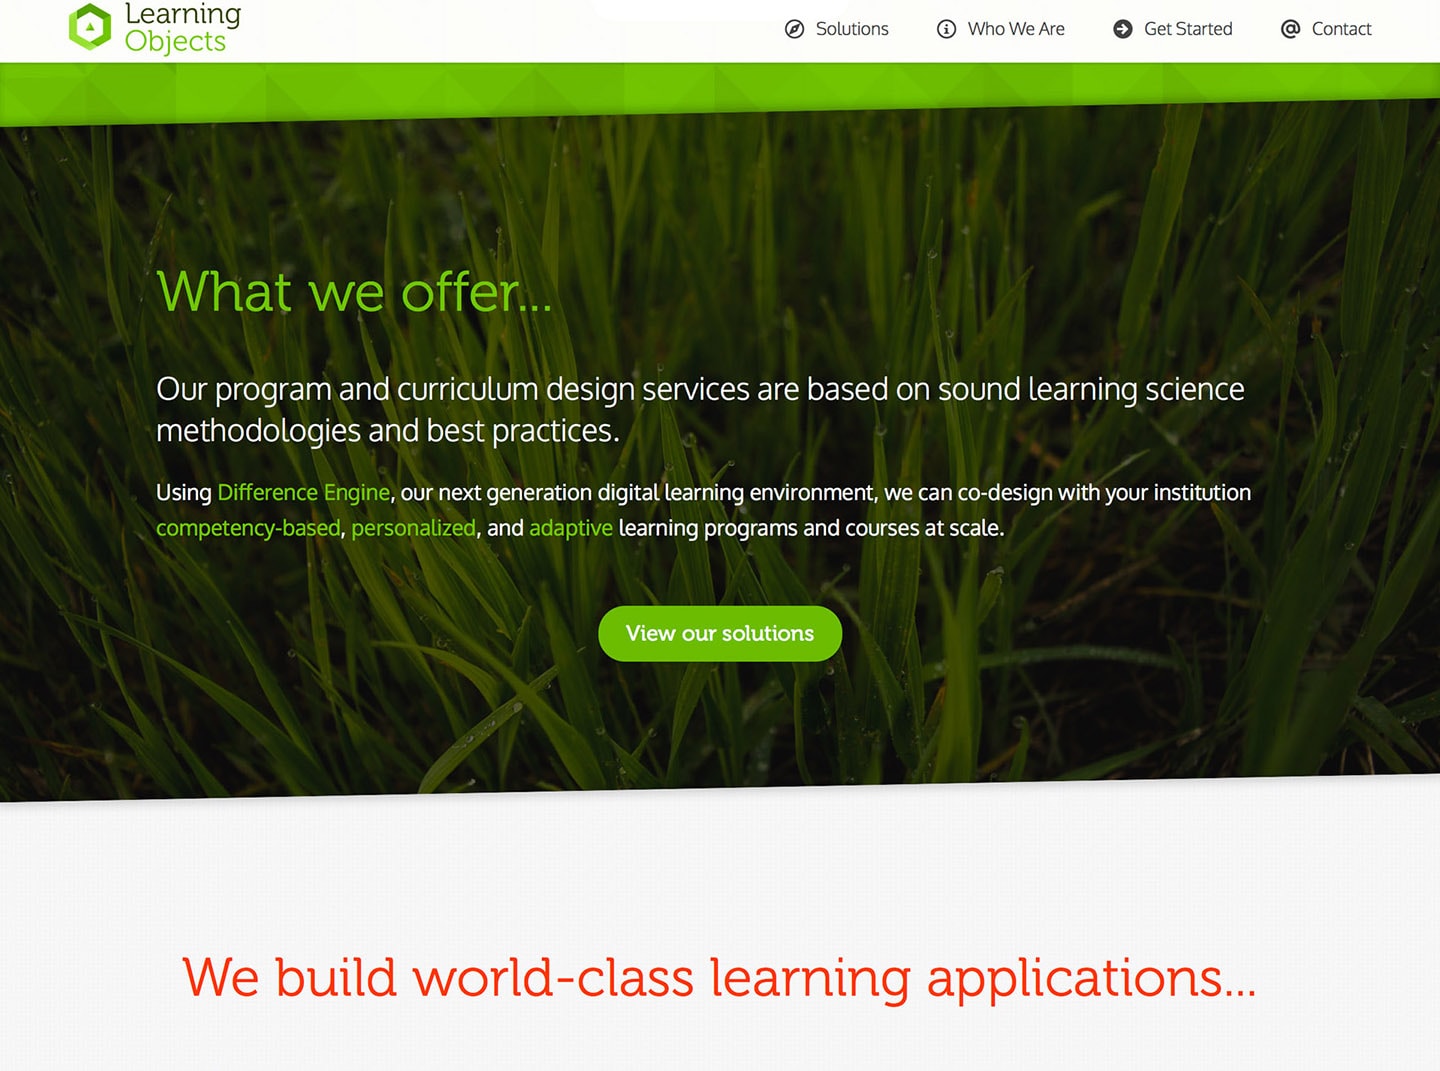 Learning
Objects
Solutions
Who We Are
Get Started
Contact
What we offer...
Our program and curriculum design services are based on sound learning science
methodologies and best practices.
Using Difference Engine, our next generation digital learning environment, we can co-design with your institution
competency-based, personalized, and adaptive learning programs and courses at scale.
View our solutions
We build world-class learning applications...